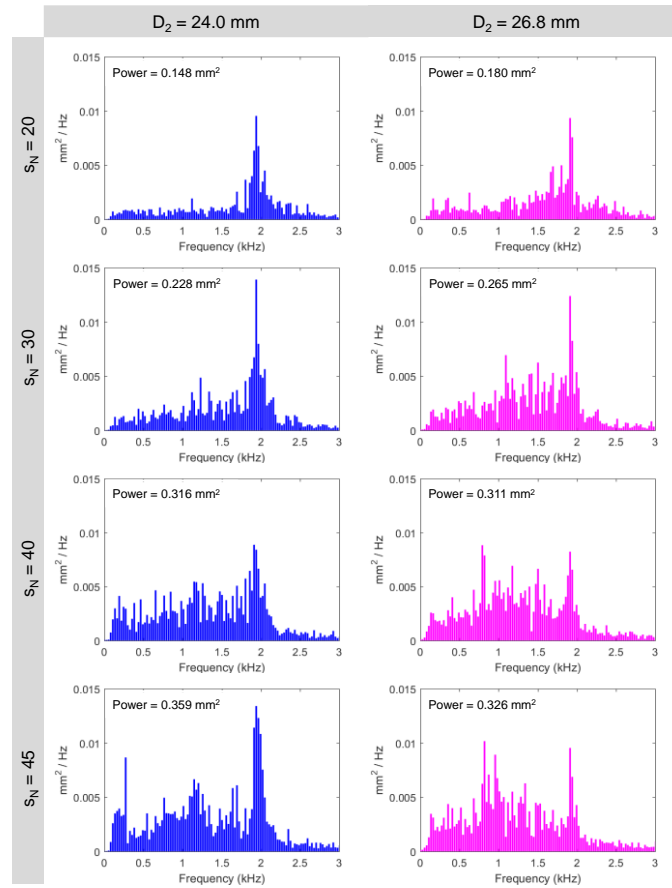 D₂ = 24.0 mm
D₂ = 26.8 mm
s_N = 20
Power = 0.148 mm²
0.015
0.01
0.005
0
mm² / Hz
0 0.5 1 1.5 2 2.5 3
Frequency (kHz)
Power = 0.180 mm²
0.015
0.01
0.005
0
mm² / Hz
0 0.5 1 1.5 2 2.5 3
Frequency (kHz)
s_N = 30
Power = 0.228 mm²
0.015
0.01
0.005
0
mm² / Hz
0 0.5 1 1.5 2 2.5 3
Frequency (kHz)
Power = 0.265 mm²
0.015
0.01
0.005
0
mm² / Hz
0 0.5 1 1.5 2 2.5 3
Frequency (kHz)
s_N = 40
Power = 0.316 mm²
0.015
0.01
0.005
0
mm² / Hz
0 0.5 1 1.5 2 2.5 3
Frequency (kHz)
Power = 0.311 mm²
0.015
0.01
0.005
0
mm² / Hz
0 0.5 1 1.5 2 2.5 3
Frequency (kHz)
s_N = 45
Power = 0.359 mm²
0.015
0.01
0.005
0
mm² / Hz
0 0.5 1 1.5 2 2.5 3
Frequency (kHz)
Power = 0.326 mm²
0.015
0.01
0.005
0
mm² / Hz
0 0.5 1 1.5 2 2.5 3
Frequency (kHz)